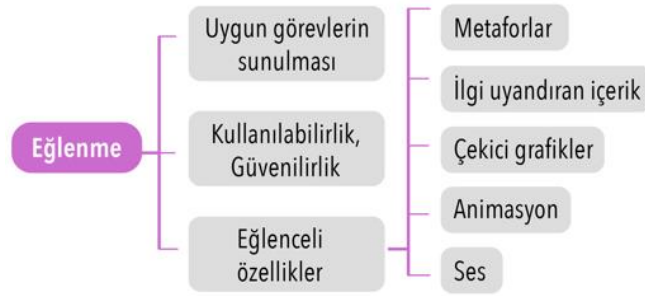 Eğlenme
Uygun görevlerin
sunulması
Kullanılabilirlik,
Güvenilirlik
Eğlenceli
özellikler
Metaforlar
İlgi uyandıran içerik
Çekici grafikler
Animasyon
Ses